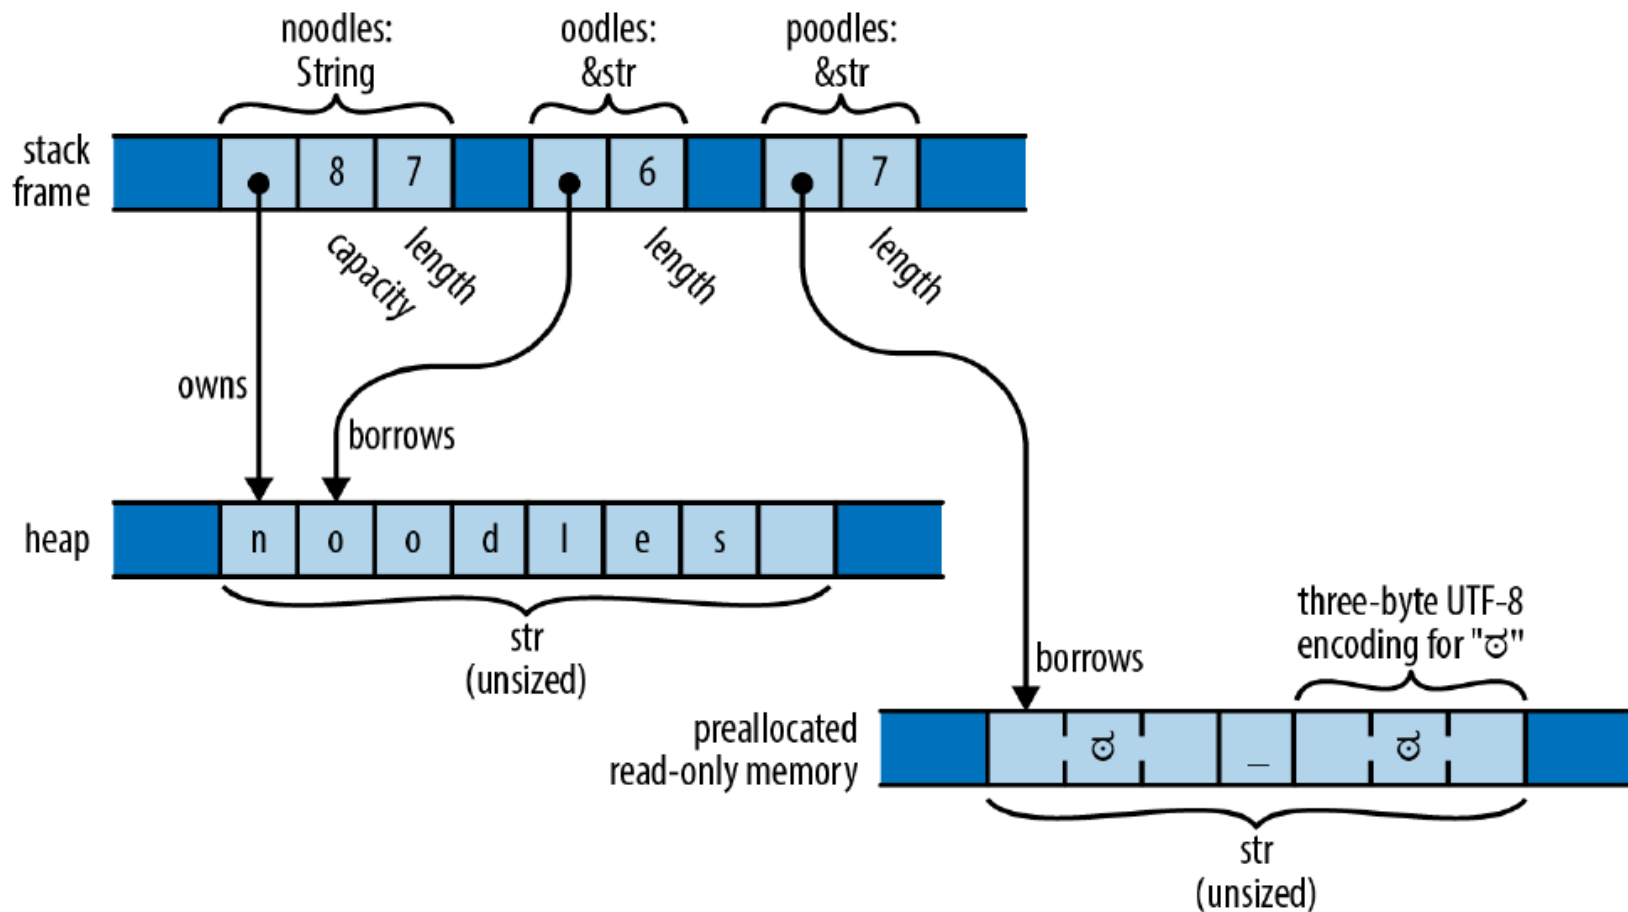 noodles:
String
oodles:
&str
poodles:
&str
stack
frame
8
7
6
7
capacity
length
length
length
owns
borrows
heap
n o o d l e s
str
(unsized)
borrows
three-byte UTF-8
encoding for "ಠ"
preallocated
read-only memory
ಠ _ ಠ
str
(unsized)